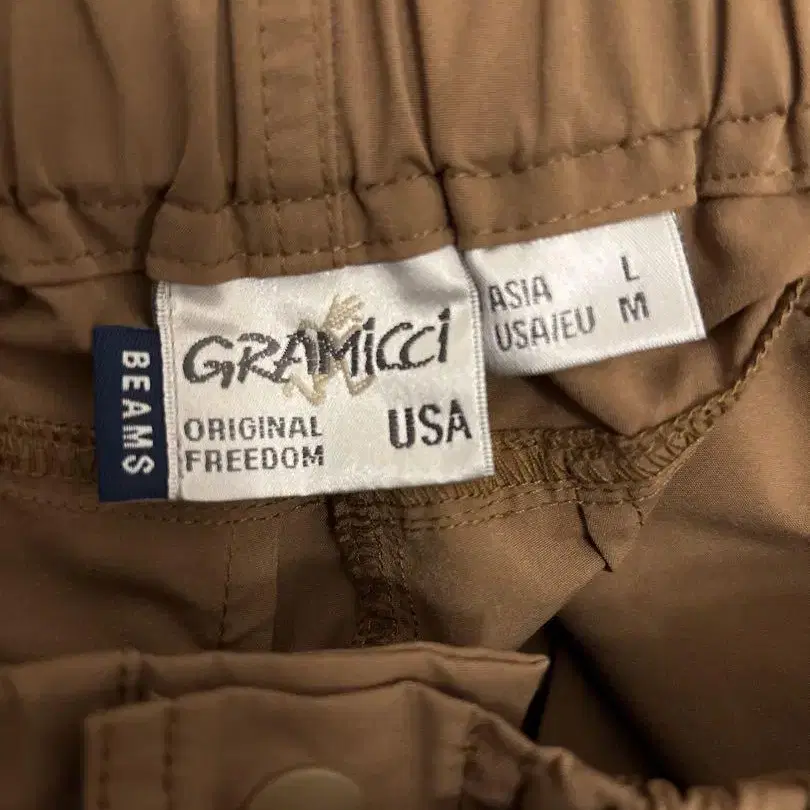 BEAMS
GRAMICCI
ORIGINAL
FREEDOM
USA
ASIA L
USA/EU M